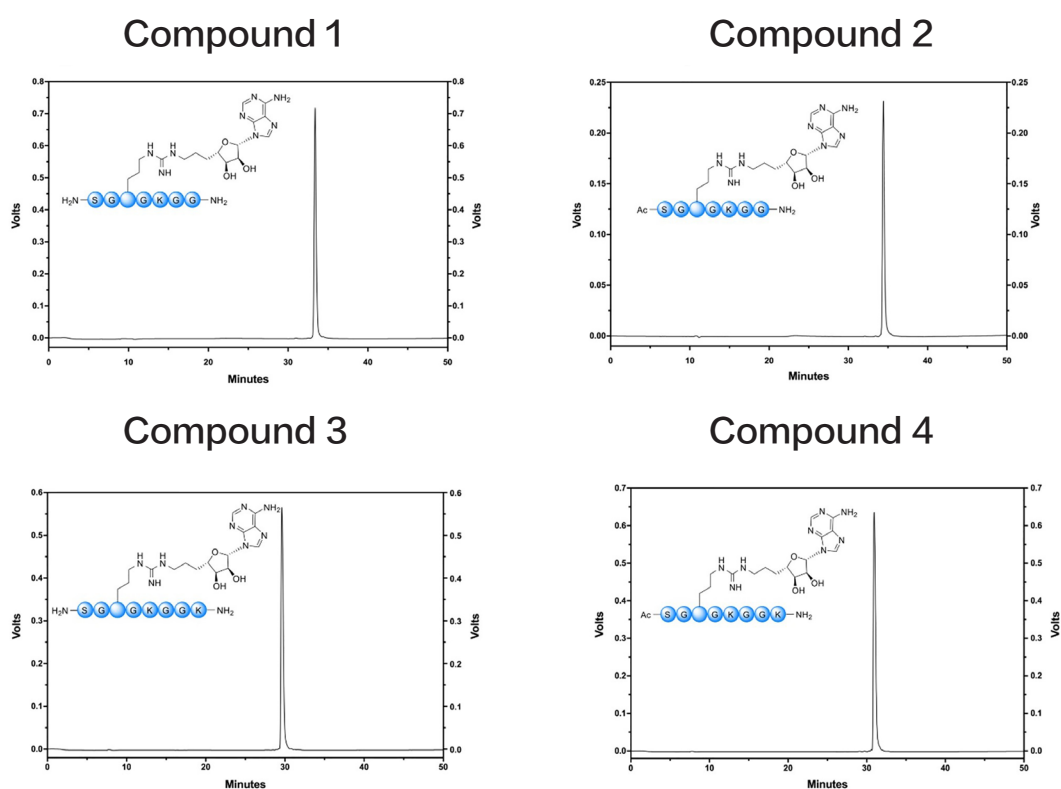 Compound 1
0.8 0.8
N N NH₂
0.7 0.7
N N N
0.6 0.6
H N H N O
NH OH OH
0.5 0.5
H₂N S G G K G G NH₂
0.4 0.4
Volts Volts
0.3 0.3
0.2 0.2
0.1 0.1
0.0 0.0
0 10 20 30 40 50
Minutes
Compound 2
0.25 0.25
N N NH₂
0.20 0.20
N N N
H N H N O
NH OH OH
0.15 0.15
Ac S G G K G G NH₂
Volts Volts
0.10 0.10
0.05 0.05
0.00 0.00
0 10 20 30 40 50
Minutes
Compound 3
0.6 0.6
N N NH₂
0.5 0.5
N N N
H N H N O
0.4 0.4
NH OH OH
H₂N S G G K G G K NH₂
0.3 0.3
Volts Volts
0.2 0.2
0.1 0.1
0.0 0.0
0 10 20 30 40 50
Minutes
Compound 4
0.7 0.7
N N NH₂
0.6 0.6
N N N
0.5 0.5
H N H N O
NH OH OH
0.4 0.4
Ac S G G K G G K NH₂
Volts Volts
0.3 0.3
0.2 0.2
0.1 0.1
0.0 0.0
0 10 20 30 40 50
Minutes